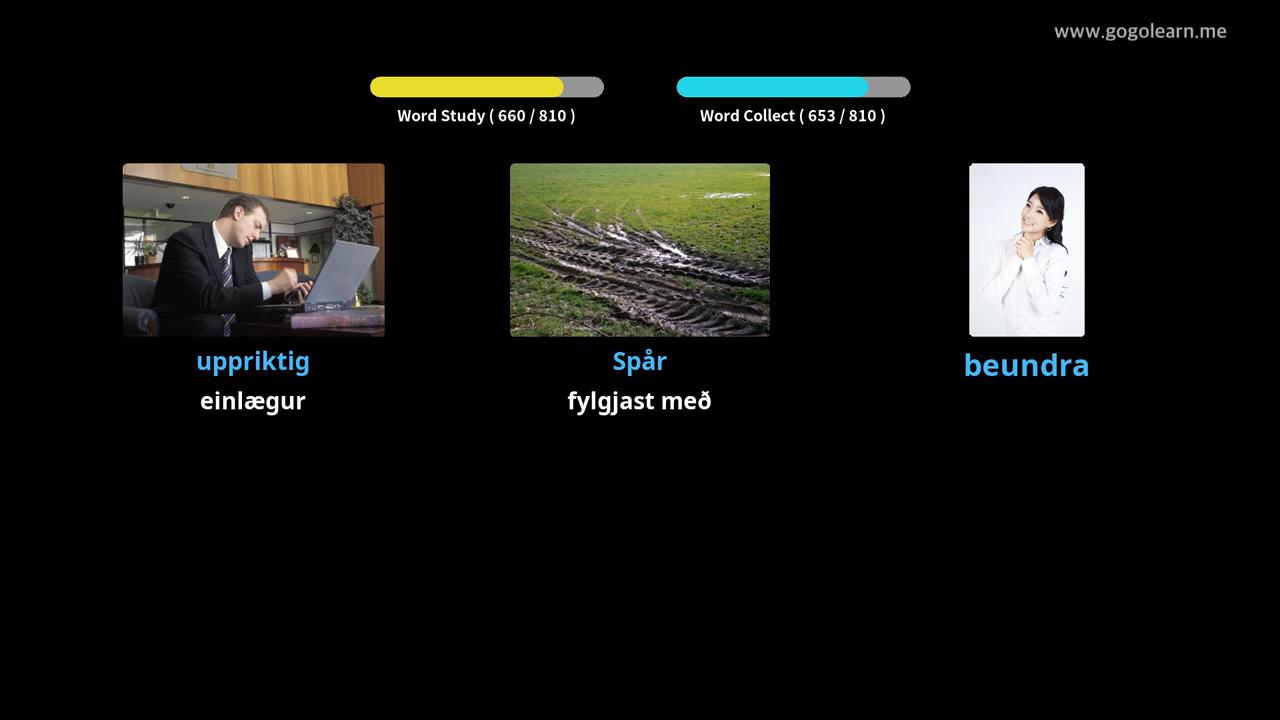 www.gogolearn.me
Word Study ( 660 / 810 )
Word Collect ( 653 / 810 )
uppriktig
einlægur
Spår
fylgjast með
beundra